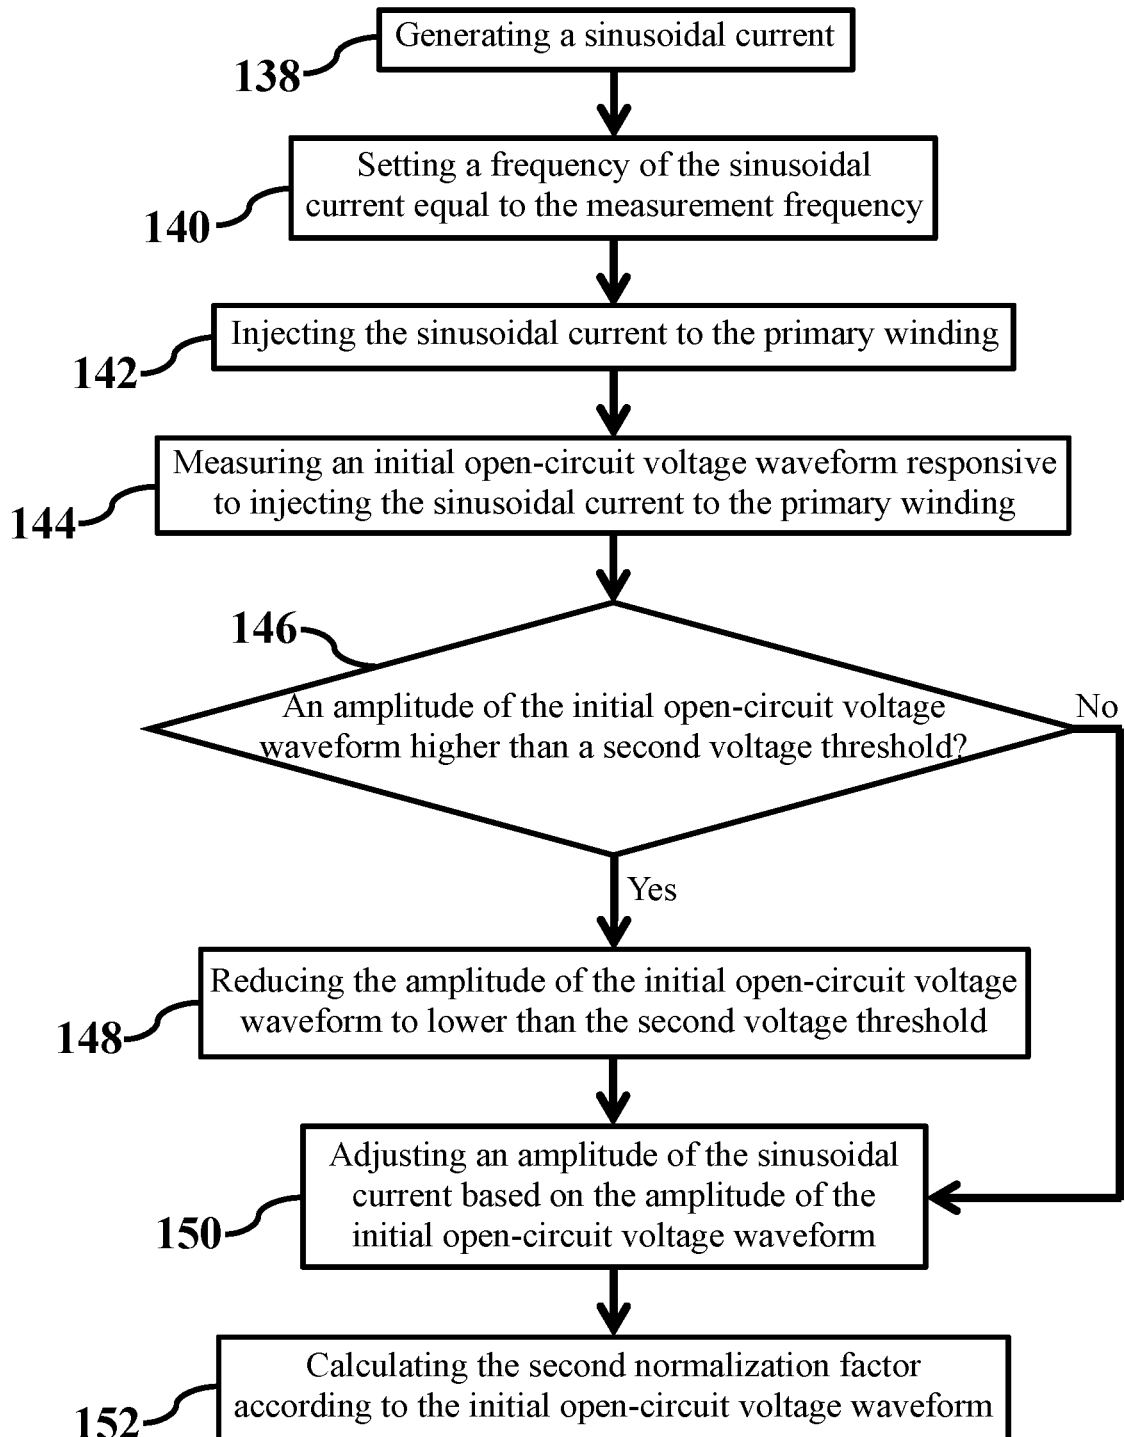 Generating a sinusoidal current
138
Setting a frequency of the sinusoidal
current equal to the measurement frequency
140
Injecting the sinusoidal current to the primary winding
142
Measuring an initial open-circuit voltage waveform responsive
to injecting the sinusoidal current to the primary winding
144
146
An amplitude of the initial open-circuit voltage
waveform higher than a second voltage threshold?
No
Yes
Reducing the amplitude of the initial open-circuit voltage
waveform to lower than the second voltage threshold
148
Adjusting an amplitude of the sinusoidal
current based on the amplitude of the
initial open-circuit voltage waveform
150
Calculating the second normalization factor
according to the initial open-circuit voltage waveform
152